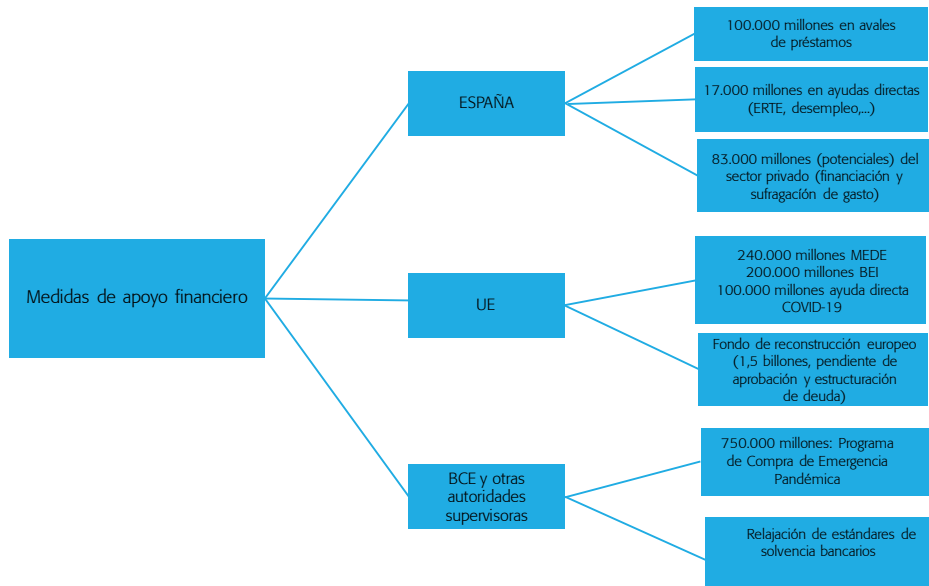 Medidas de apoyo financiero
ESPAÑA
100.000 millones en avales
de préstamos
17.000 millones en ayudas directas
(ERTE, desempleo,...)
83.000 millones (potenciales) del
sector privado (financiación y
sufragacíón de gasto)
UE
240.000 millones MEDE
200.000 millones BEI
100.000 millones ayuda directa
COVID-19
Fondo de reconstrucción europeo
(1,5 billones, pendiente de
aprobación y estructuración
de deuda)
BCE y otras
autoridades
supervisoras
750.000 millones: Programa
de Compra de Emergencia
Pandémica
Relajación de estándares de
solvencia bancarios